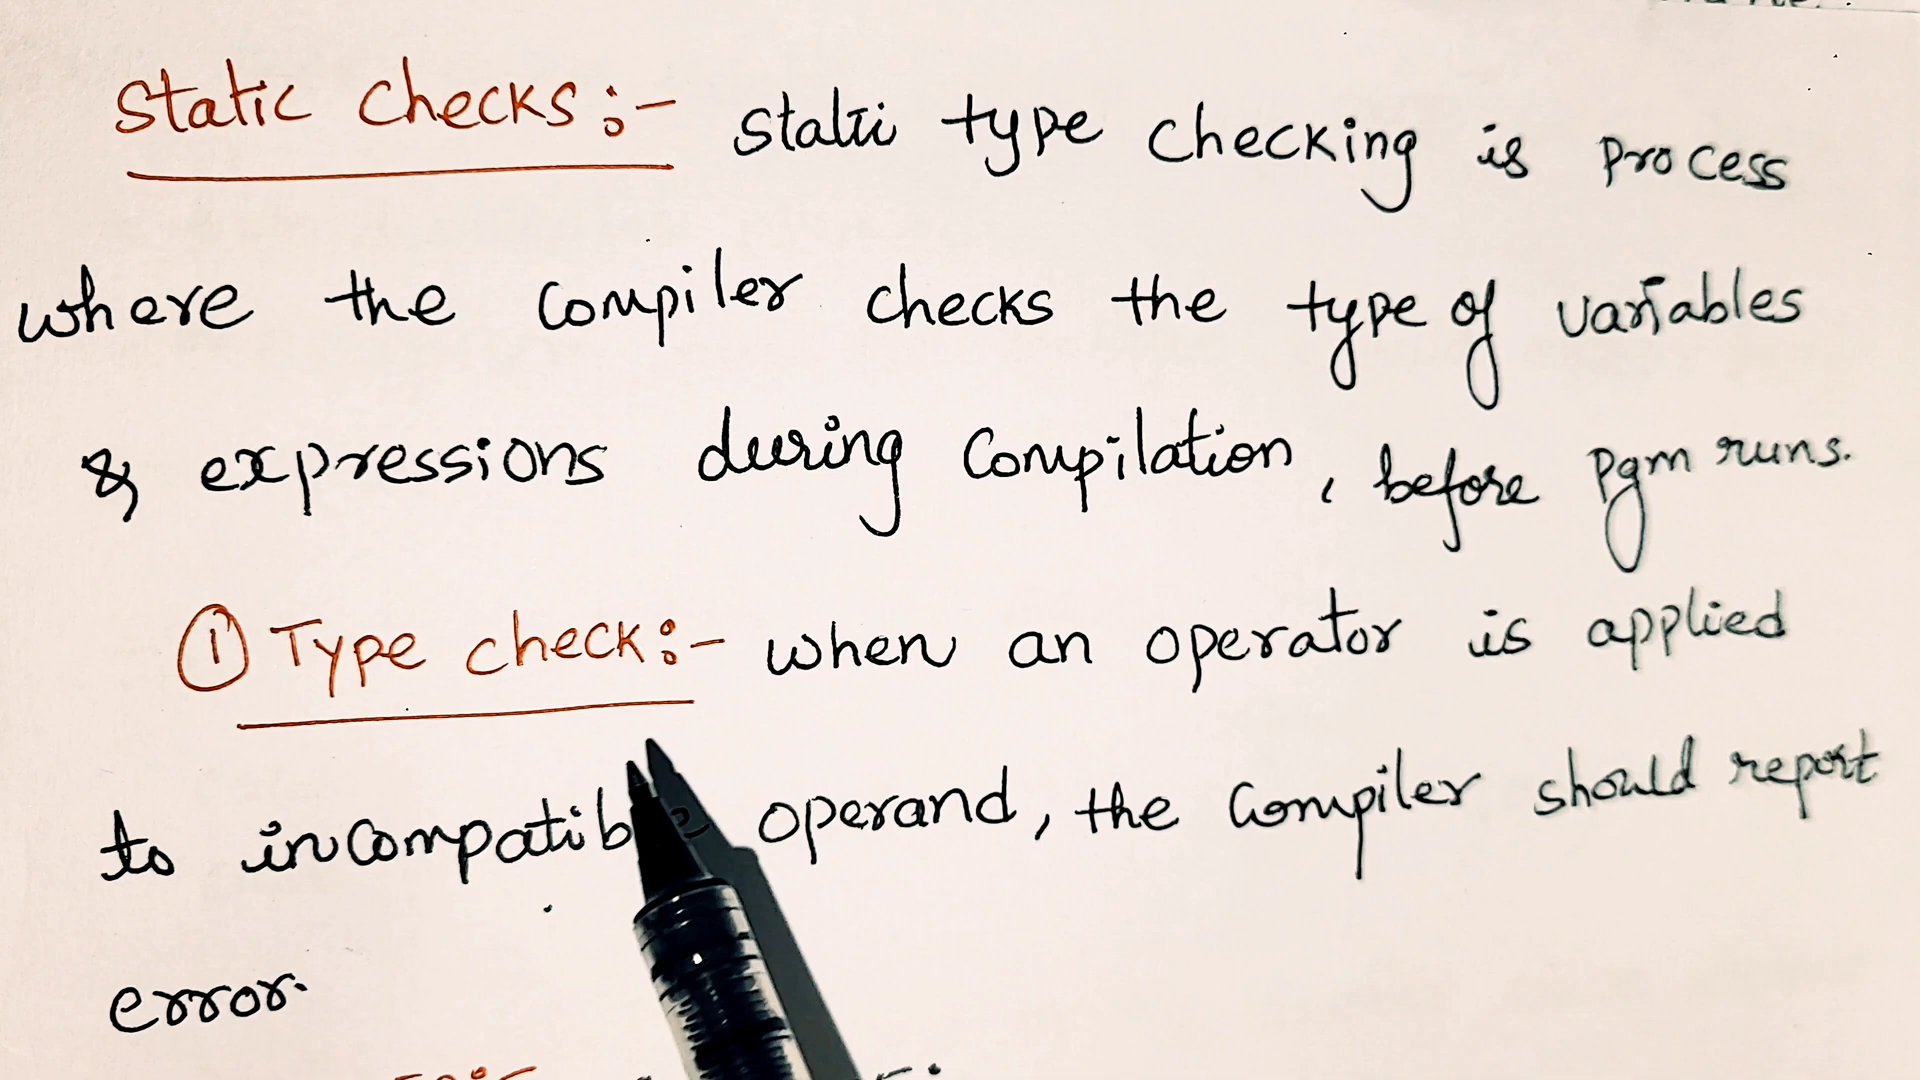 Static Checks:- Static type checking is process
where the compiler checks the type of variables
& expressions during compilation, before pgm runs.
① Type check:- when an operator is applied
to operand, the compiler should report
error.